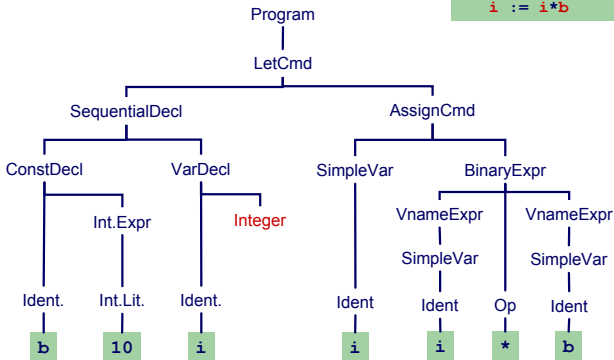 Program
i := i*b
LetCmd
SequentialDecl AssignCmd
ConstDecl VarDecl SimpleVar BinaryExpr
Int.Expr Integer VnameExpr VnameExpr
SimpleVar SimpleVar
Ident. Int.Lit. Ident. Ident Ident Op Ident
b 10 i i i * b